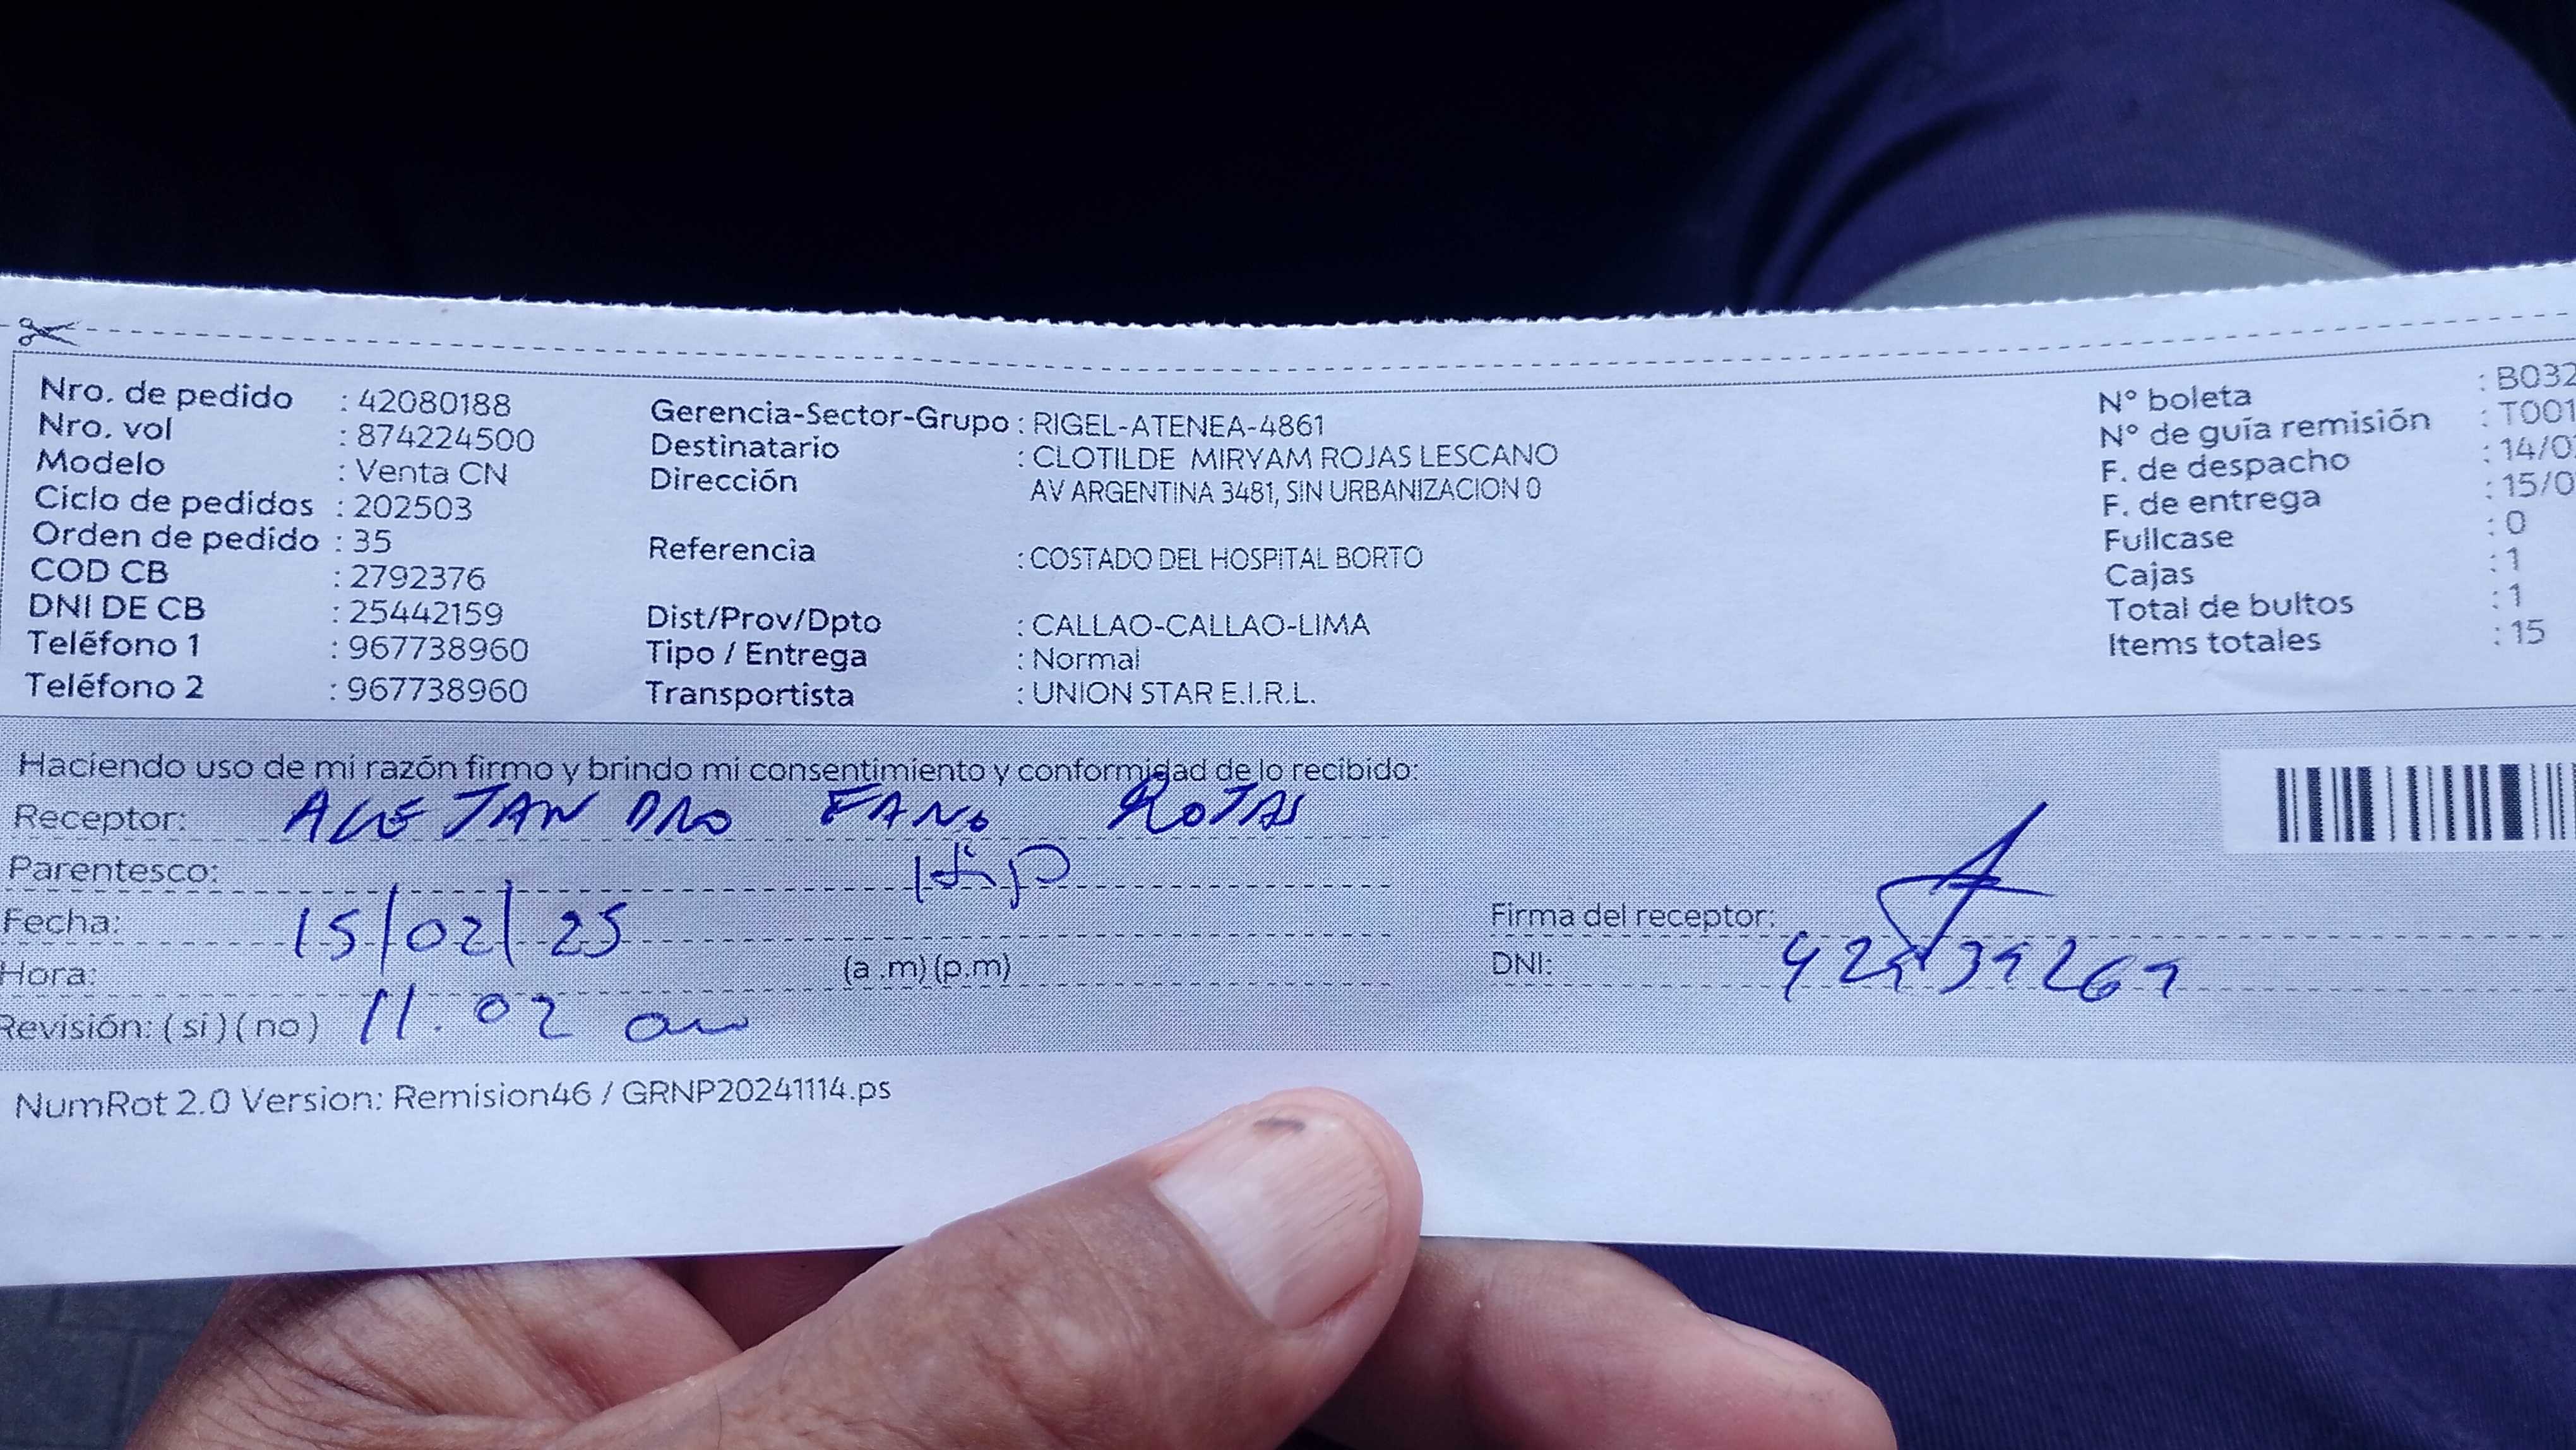 Nro. de pedido : 42080188
Nro. vol : 874224500
Modelo : Venta CN
Ciclo de pedidos : 202503
Orden de pedido : 35
COD CB : 2792376
DNI DE CB : 25442159
Teléfono 1 : 967738960
Teléfono 2 : 967738960
Gerencia-Sector-Grupo : RIGEL-ATENEA-4861
Destinatario : CLOTILDE MIRYAM ROJAS LESCANO
Dirección AV ARGENTINA 3481, SIN URBANIZACION 0
Referencia : COSTADO DEL HOSPITAL BORTO
Dist/Prov/Dpto : CALLAO-CALLAO-LIMA
Tipo / Entrega : Normal
Transportista : UNION STAR E.I.R.L.
N° boleta : B032
N° de guía remisión : T001
F. de despacho : 14/0
F. de entrega : 15/0
Fullcase : 0
Cajas : 1
Total de bultos : 1
Items totales : 15
Haciendo uso de mi razón firmo y brindo mi consentimiento y conformidad de lo recibido:
Receptor: ALEJANDRO FANO ROJAS
Parentesco:
Fecha: 15/02/25
Hora: (a .m) (p.m)
Revisión: ( si ) ( no ) 11.02 am
Firma del receptor:
DNI:
NumRot 2.0 Version: Remision46 / GRNP20241114.ps